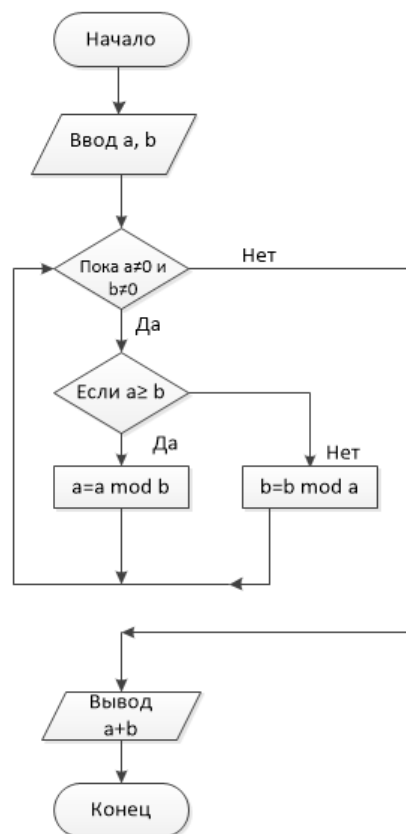 Начало
Ввод a, b
Пока a≠0 и
b≠0
Нет
Да
Если a≥ b
Да
Нет
a=a mod b
b=b mod a
Вывод
a+b
Конец